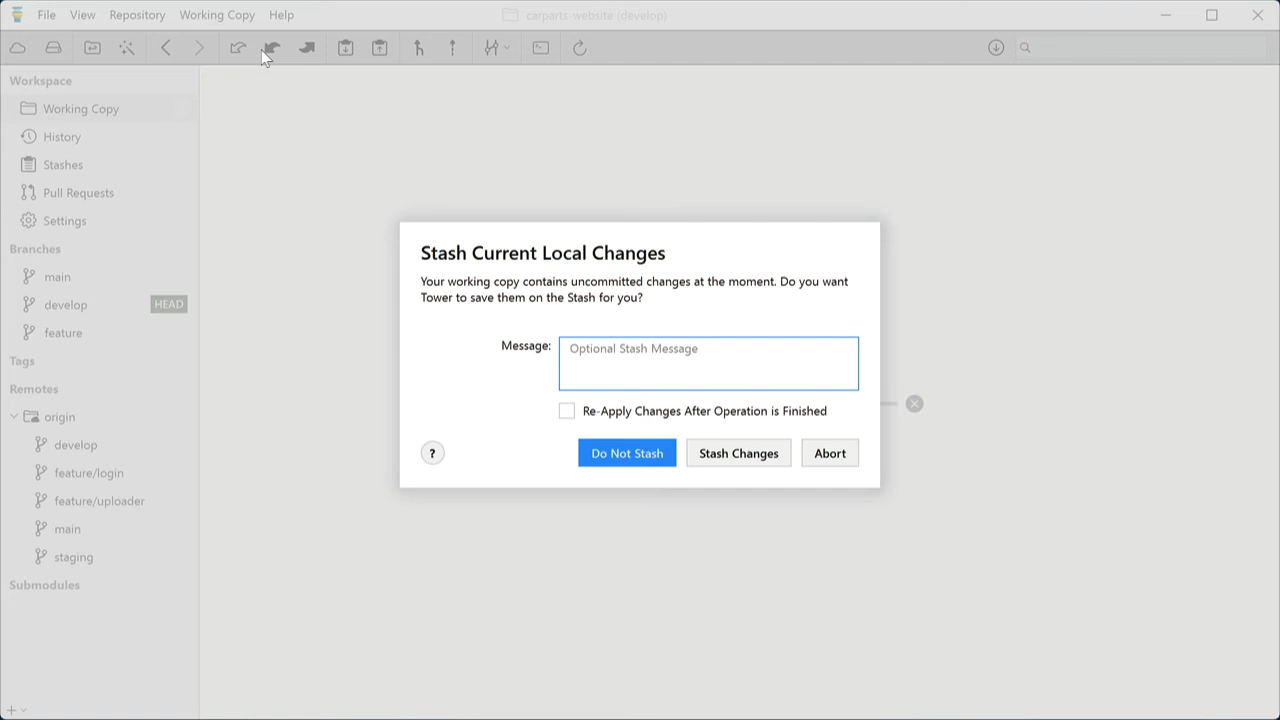 File View Repository Working Copy Help
carparts-website (develop)
Workspace
Working Copy
History
Stashes
Pull Requests
Settings
Branches
main
develop HEAD
feature
Tags
Remotes
origin
develop
feature/login
feature/uploader
main
staging
Submodules
Stash Current Local Changes
Your working copy contains uncommitted changes at the moment. Do you want
Tower to save them on the Stash for you?
Message: Optional Stash Message
Re-Apply Changes After Operation is Finished
? Do Not Stash Stash Changes Abort